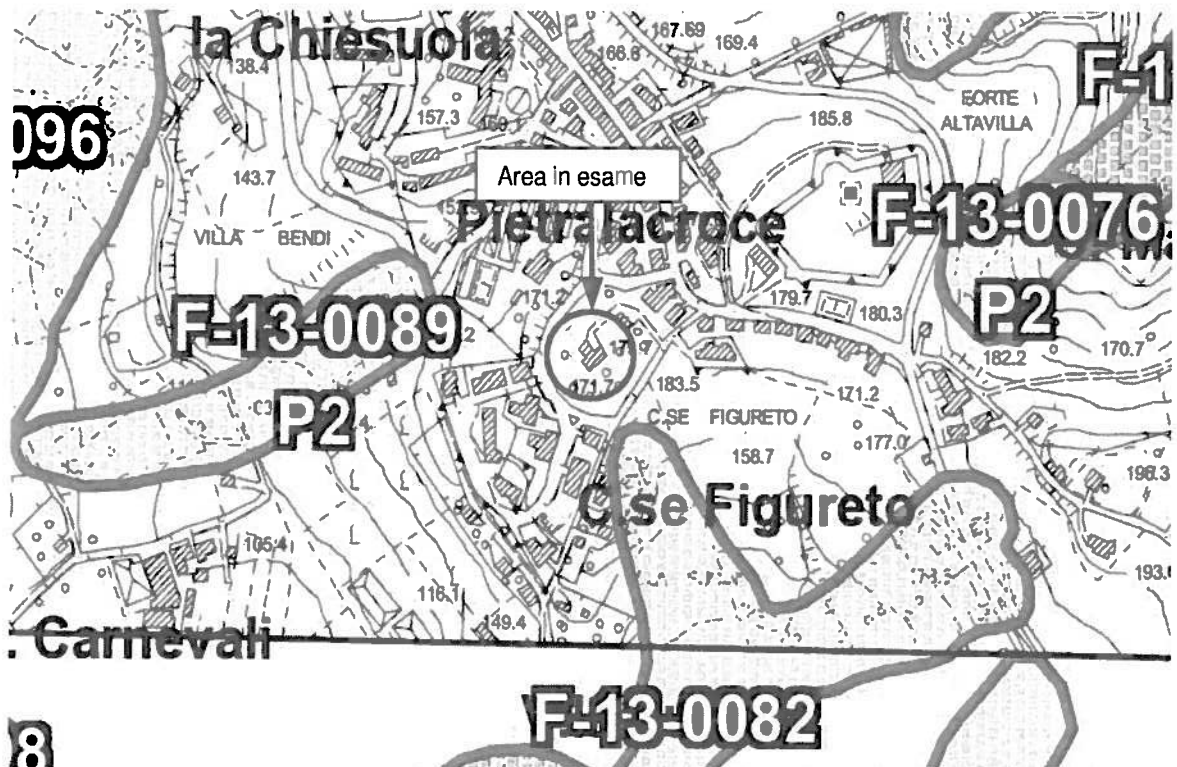 la Chiesuola
167.59
169.4
166.8
138.4
F-1
096
157.3
185.8
FORTE
ALTAVILLA
Area in esame
143.7
Pietralacroce
F-13-0076
VILLA BENDI
171.2
179.7
180.3
F-13-0089
P2
182.2
170.7
171.7
183.5
171.2
P2
C.SE FIGURETO
177.0
158.7
196.3
C.se Figureto
105.4
193.
116.1
149.4
. Carnevali
F-13-0082
8